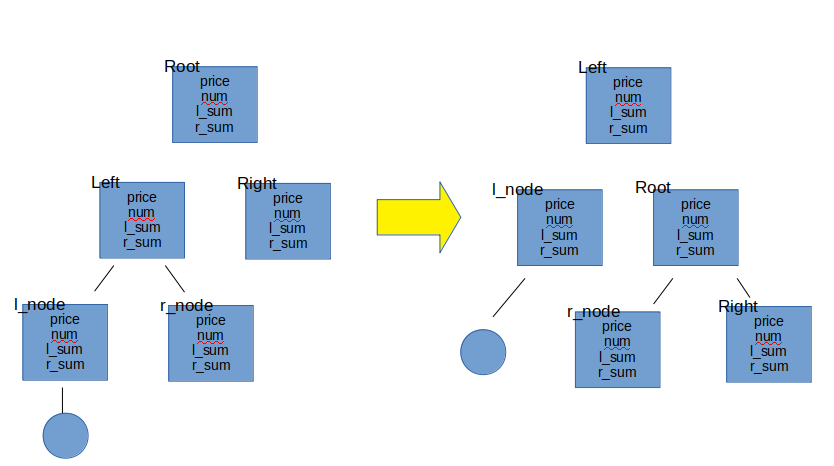 Root
price
num
l_sum
r_sum
Left
price
num
l_sum
r_sum
Right
price
num
l_sum
r_sum
l_node
price
num
l_sum
r_sum
r_node
price
num
l_sum
r_sum
Left
price
num
l_sum
r_sum
l_node
price
num
l_sum
r_sum
Root
price
num
l_sum
r_sum
r_node
price
num
l_sum
r_sum
Right
price
num
l_sum
r_sum